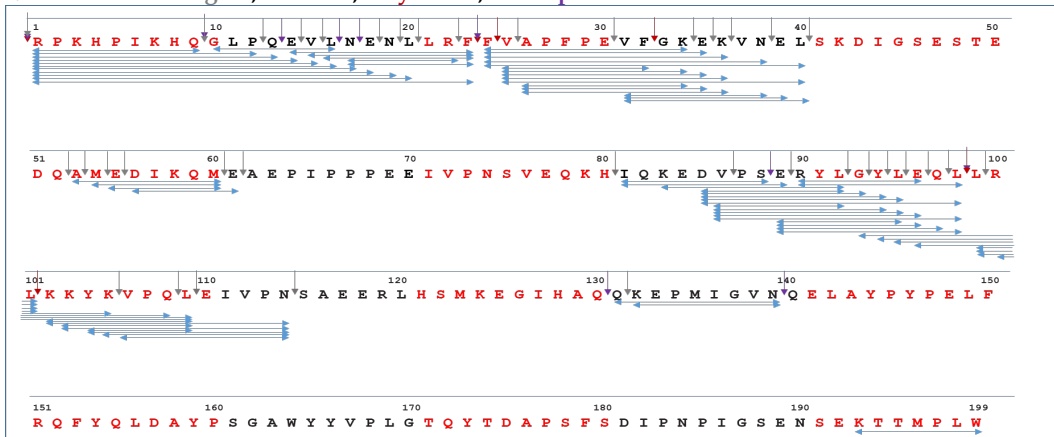 1 10 20 30 40 50
R P K H P I K H Q G L P Q E V L N E N L L R F F V A P F P E V F G K E K V N E L S K D I G S E S T E
51 60 70 80 90 100
D Q A M E D I K Q M E A E P I P P P E E I V P N S V E Q K H I Q K E D V P S E R Y L G Y L E Q L L R
101 110 120 130 140 150
L K K Y K V P Q L E I V P N S A E E R L H S M K E G I H A Q Q K E P M I G V N Q E L A Y P Y P E L F
151 160 170 180 190 199
R Q F Y Q L D A Y P S G A W Y Y V P L G T Q Y T D A P S F S D I P N P I G S E N S E K T T M P L W